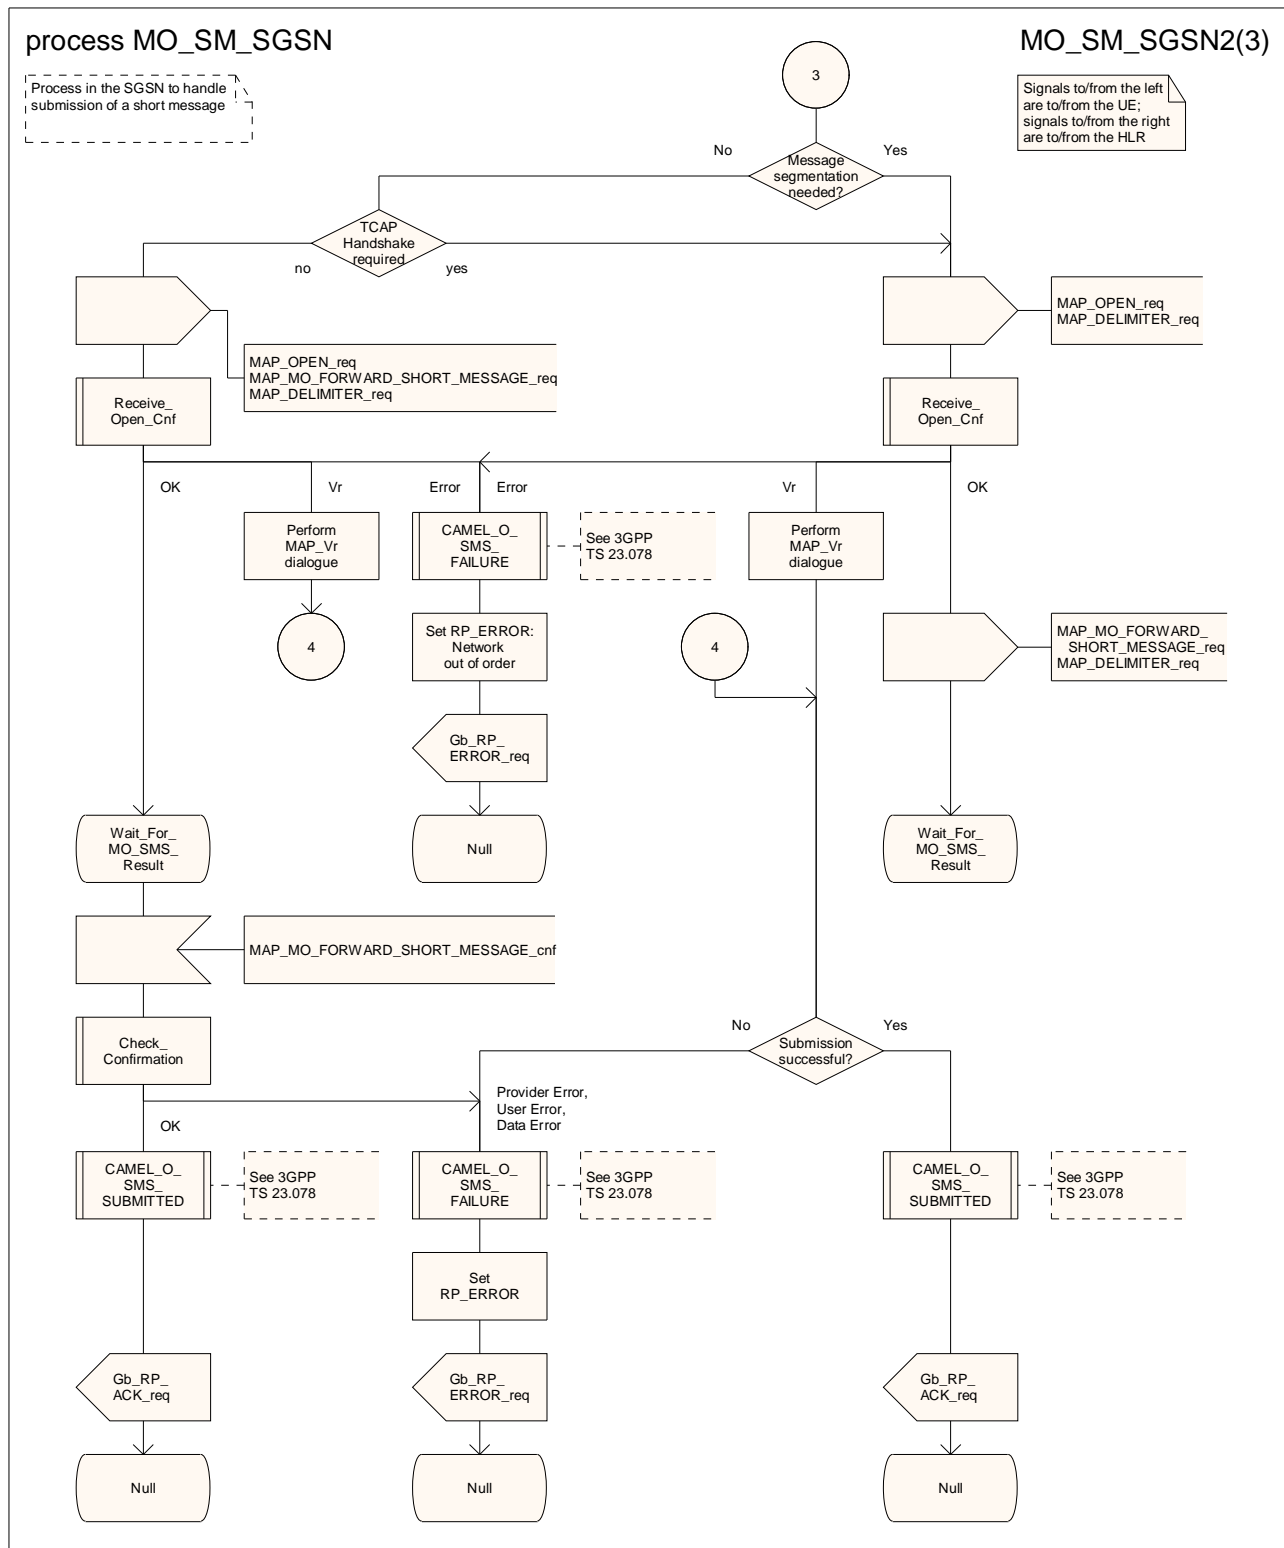 process MO_SM_SGSN
MO_SM_SGSN2(3)
Process in the SGSN to handle
submission of a short message
3
Signals to/from the left
are to/from the UE;
signals to/from the right
are to/from the HLR
No
Message
segmentation
needed?
Yes
TCAP
Handshake
required
no
yes
MAP_OPEN_req
MAP_DELIMITER_req
MAP_OPEN_req
MAP_MO_FORWARD_SHORT_MESSAGE_req
MAP_DELIMITER_req
Receive_
Open_Cnf
Receive_
Open_Cnf
OK
Vr
Error
Error
Vr
OK
Perform
MAP_Vr
dialogue
CAMEL_O_
SMS_
FAILURE
See 3GPP
TS 23.078
Perform
MAP_Vr
dialogue
4
Set RP_ERROR:
Network
out of order
4
MAP_MO_FORWARD_
SHORT_MESSAGE_req
MAP_DELIMITER_req
Gb_RP_
ERROR_req
Wait_For_
MO_SMS_
Result
Null
Wait_For_
MO_SMS_
Result
MAP_MO_FORWARD_SHORT_MESSAGE_cnf
Check_
Confirmation
No
Submission
successful?
Yes
Provider Error,
User Error,
Data Error
OK
CAMEL_O_
SMS_
SUBMITTED
See 3GPP
TS 23.078
CAMEL_O_
SMS_
FAILURE
See 3GPP
TS 23.078
CAMEL_O_
SMS_
SUBMITTED
See 3GPP
TS 23.078
Set
RP_ERROR
Gb_RP_
ACK_req
Gb_RP_
ERROR_req
Gb_RP_
ACK_req
Null
Null
Null